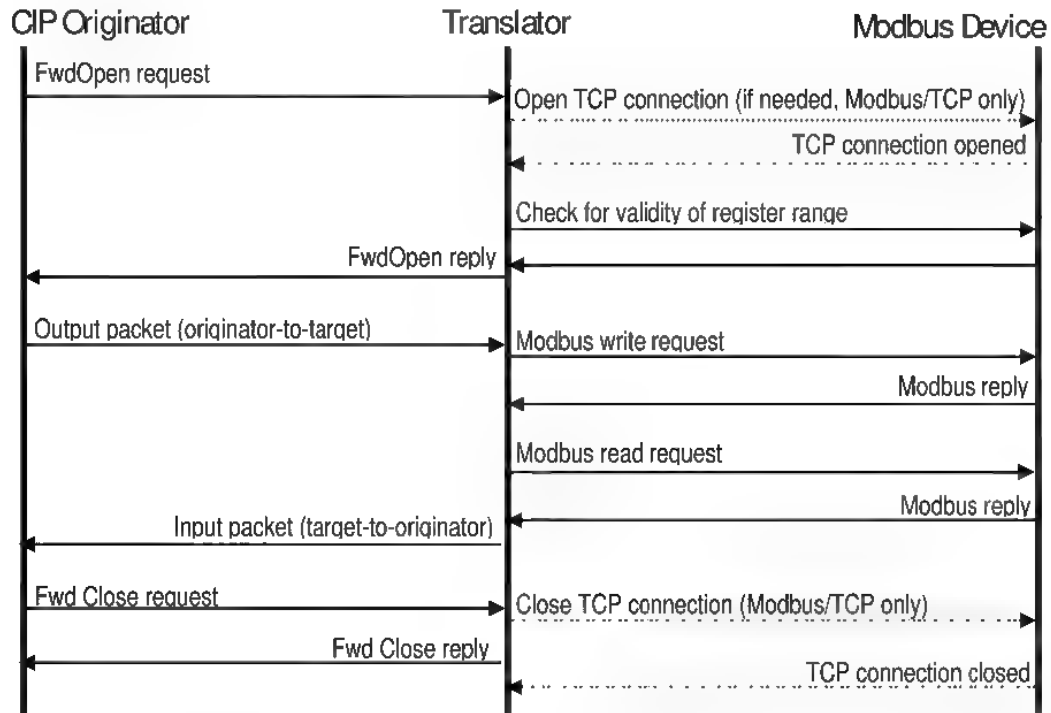 CIP Originator
Translator
Modbus Device
FwdOpen request
Open TCP connection (if needed, Modbus/TCP only)
TCP connection opened
Check for validity of register range
FwdOpen reply
Output packet (originator-to-target)
Modbus write request
Modbus reply
Modbus read request
Modbus reply
Input packet (target-to-originator)
Fwd Close request
Close TCP connection (Modbus/TCP only)
Fwd Close reply
TCP connection closed